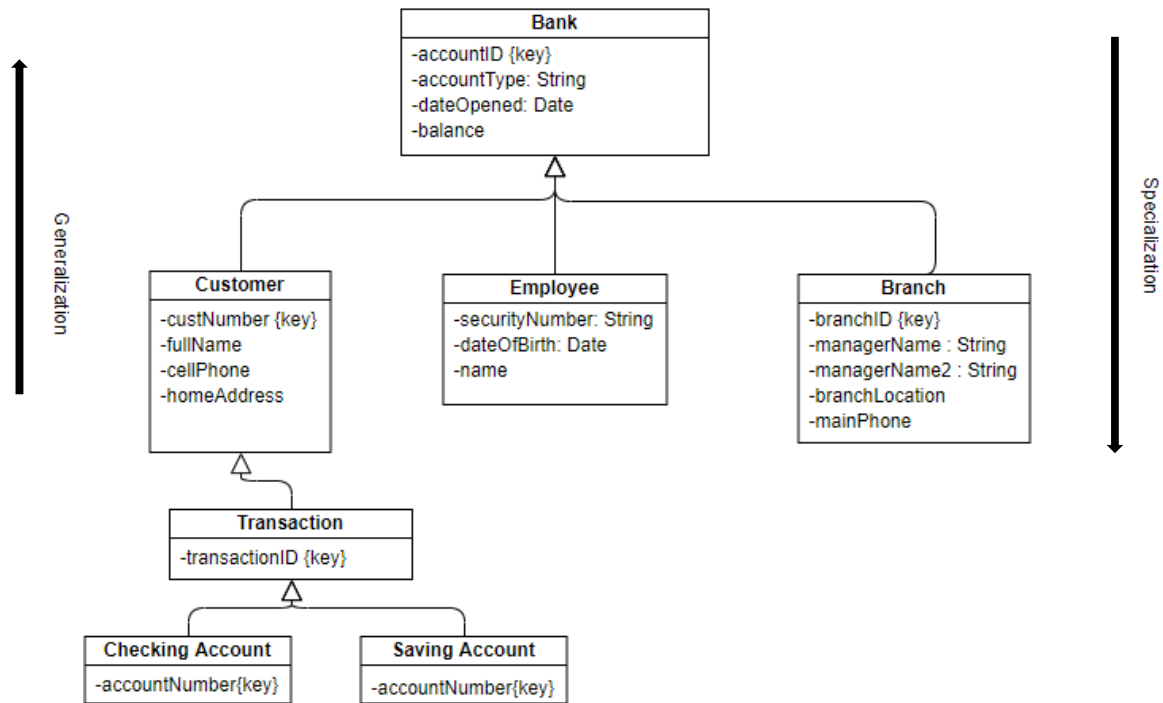 Bank
-accountID {key}
-accountType: String
-dateOpened: Date
-balance
Generalization
Specialization
Customer
-custNumber {key}
-fullName
-cellPhone
-homeAddress
Employee
-securityNumber: String
-dateOfBirth: Date
-name
Branch
-branchID {key}
-managerName : String
-managerName2 : String
-branchLocation
-mainPhone
Transaction
-transactionID {key}
Checking Account
-accountNumber{key}
Saving Account
-accountNumber{key}